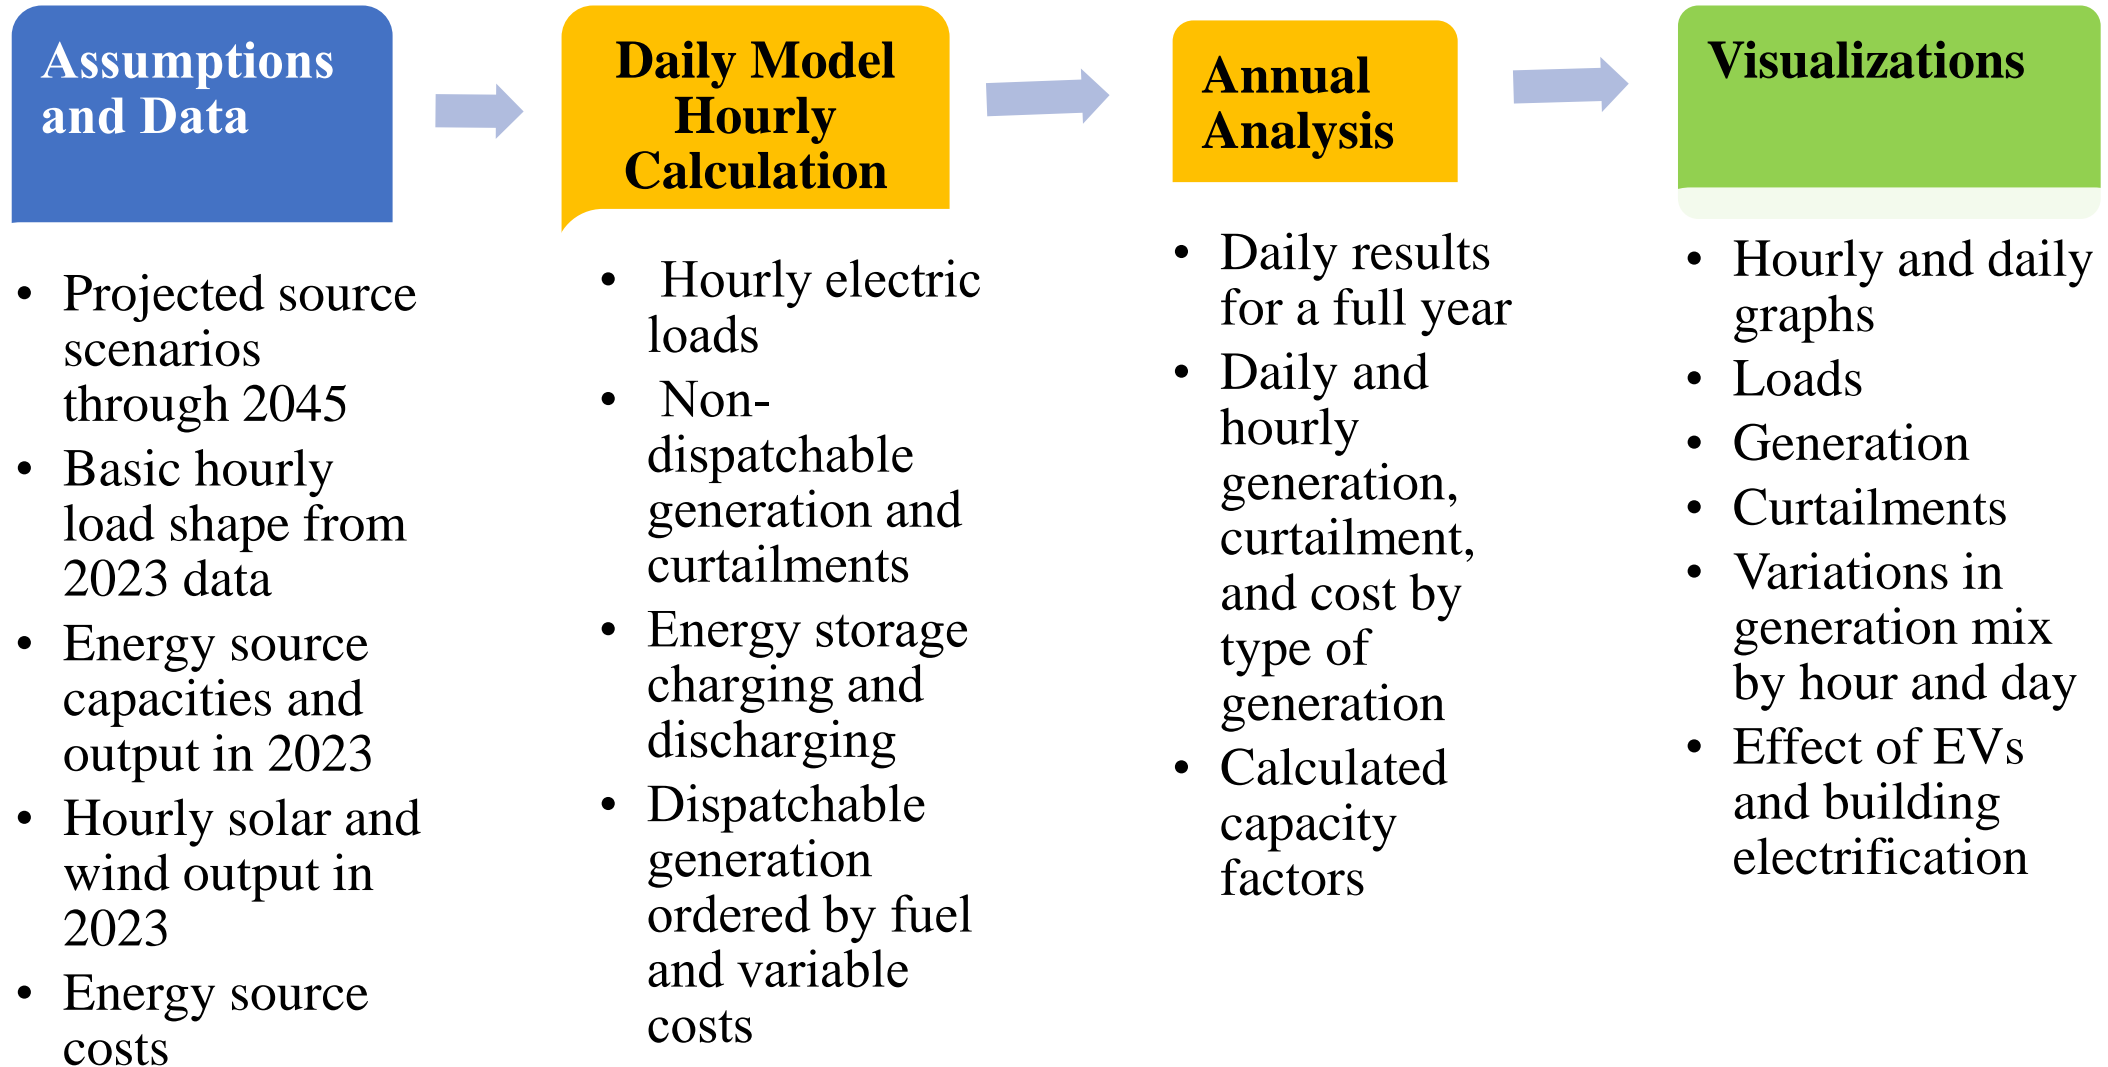 Assumptions
and Data
• Projected source
scenarios
through 2045
• Basic hourly
load shape from
2023 data
• Energy source
capacities and
output in 2023
• Hourly solar and
wind output in
2023
• Energy source
costs
Daily Model
Hourly
Calculation
• Hourly electric
loads
• Non-
dispatchable
generation and
curtailments
• Energy storage
charging and
discharging
• Dispatchable
generation
ordered by fuel
and variable
costs
Annual
Analysis
• Daily results
for a full year
• Daily and
hourly
generation,
curtailment,
and cost by
type of
generation
• Calculated
capacity
factors
Visualizations
• Hourly and daily
graphs
• Loads
• Generation
• Curtailments
• Variations in
generation mix
by hour and day
• Effect of EVs
and building
electrification